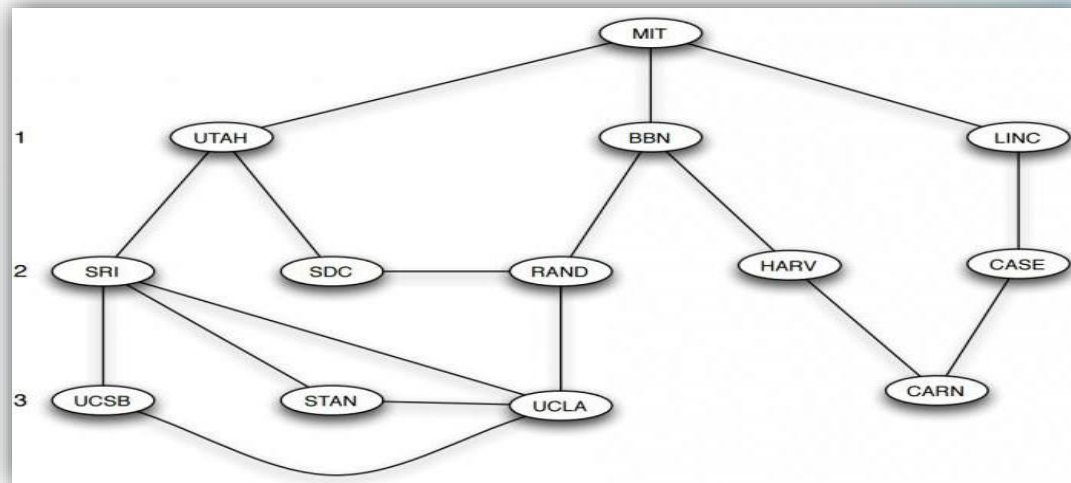 MIT
1 UTAH BBN LINC
2 SRI SDC RAND HARV CASE
3 UCSB STAN UCLA CARN